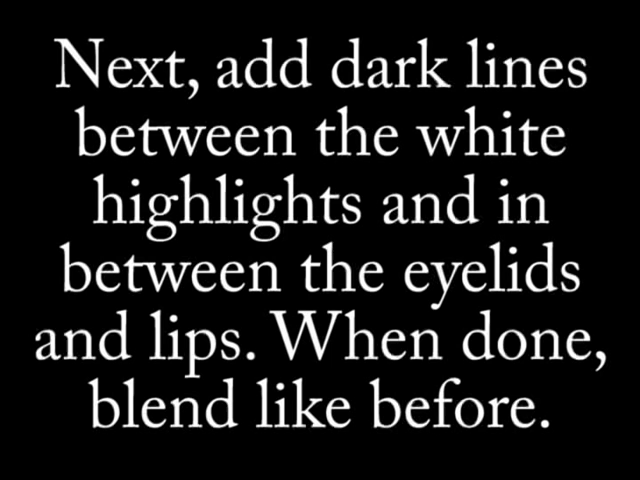 Next, add dark lines
between the white
highlights and in
between the eyelids
and lips. When done,
blend like before.